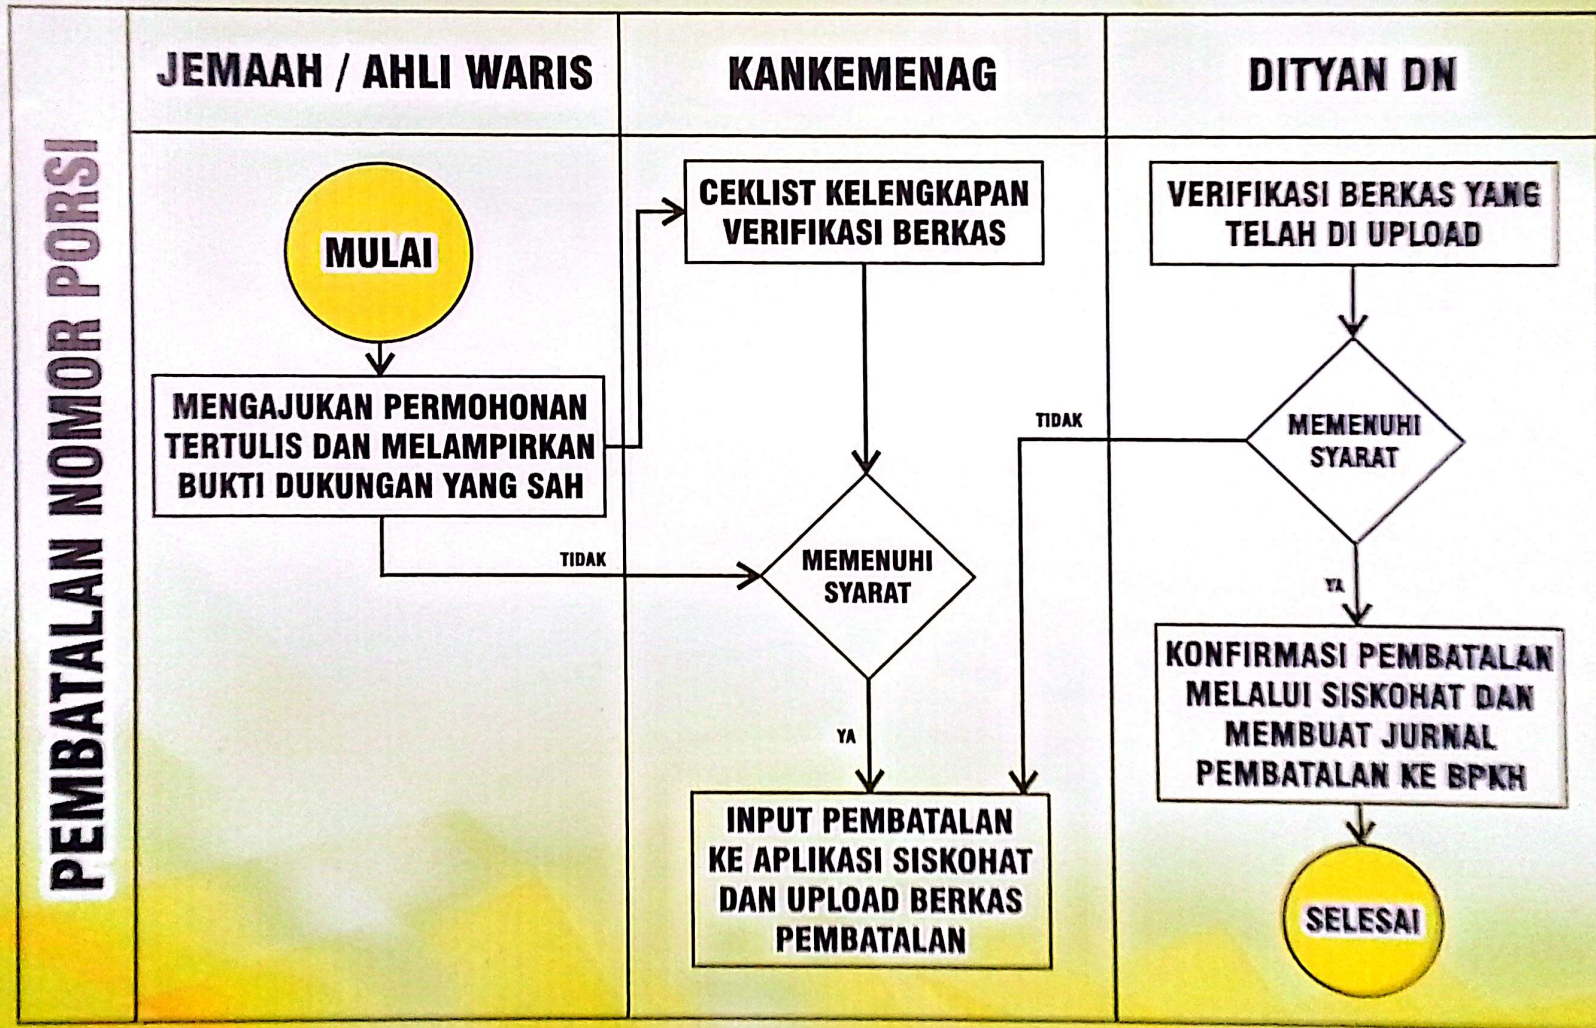 PEMBATALAN NOMOR PORSI
JEMAAH / AHLI WARIS
KANKEMENAG
DITYAN DN
MULAI
MENGAJUKAN PERMOHONAN
TERTULIS DAN MELAMPIRKAN
BUKTI DUKUNGAN YANG SAH
TIDAK
CEKLIST KELENGKAPAN
VERIFIKASI BERKAS
MEMENUHI
SYARAT
YA
INPUT PEMBATALAN
KE APLIKASI SISKOHAT
DAN UPLOAD BERKAS
PEMBATALAN
VERIFIKASI BERKAS YANG
TELAH DI UPLOAD
MEMENUHI
SYARAT
TIDAK
YA
KONFIRMASI PEMBATALAN
MELALUI SISKOHAT DAN
MEMBUAT JURNAL
PEMBATALAN KE BPKH
SELESAI